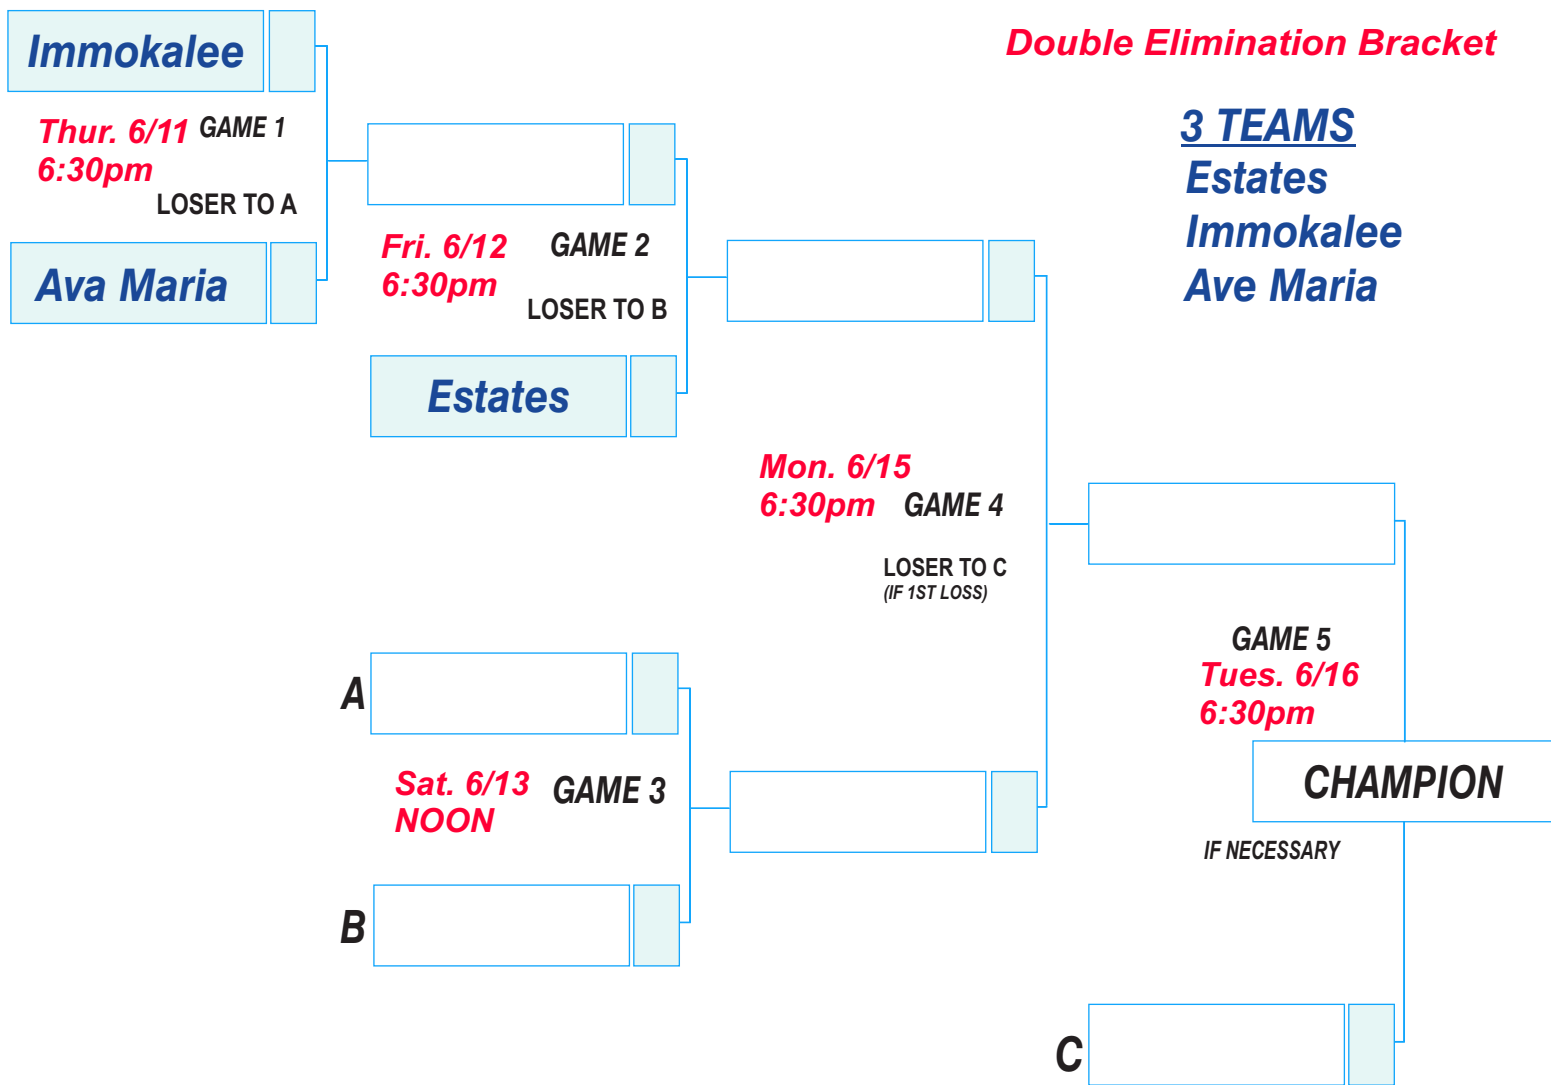 Double Elimination Bracket
3 TEAMS
Estates
Immokalee
Ave Maria
Immokalee
Thur. 6/11 GAME 1
6:30pm
LOSER TO A
Ava Maria
Fri. 6/12 GAME 2
6:30pm
LOSER TO B
Estates
Mon. 6/15
6:30pm GAME 4
LOSER TO C
(IF 1ST LOSS)
A
Sat. 6/13 GAME 3
NOON
B
GAME 5
Tues. 6/16
6:30pm
CHAMPION
IF NECESSARY
C